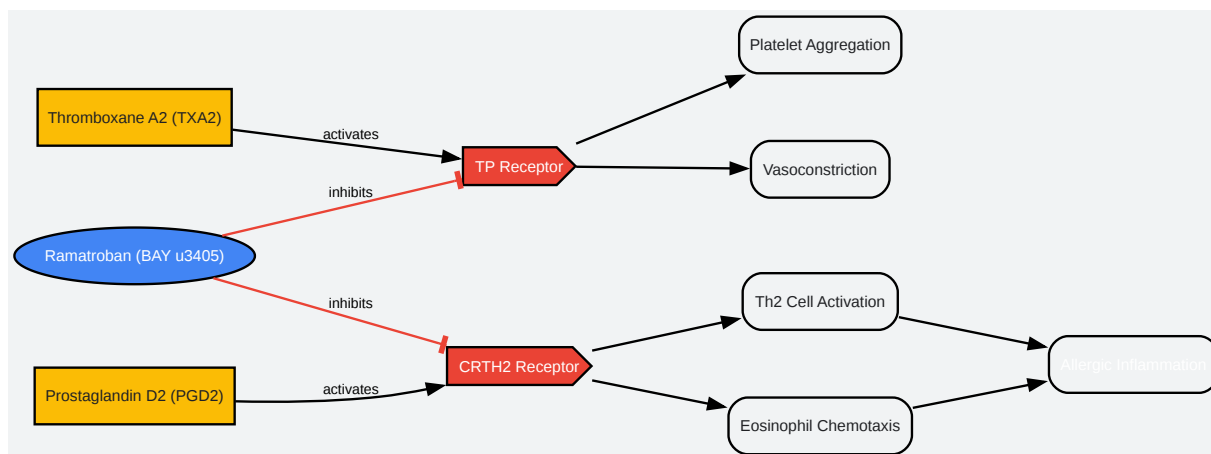 Platelet Aggregation
Thromboxane A2 (TXA2)
activates
TP Receptor
Vasoconstriction
inhibits
Ramatroban (BAY u3405)
inhibits
Th2 Cell Activation
CRTH2 Receptor
Allergic Inflammation
Prostaglandin D2 (PGD2)
activates
Eosinophil Chemotaxis